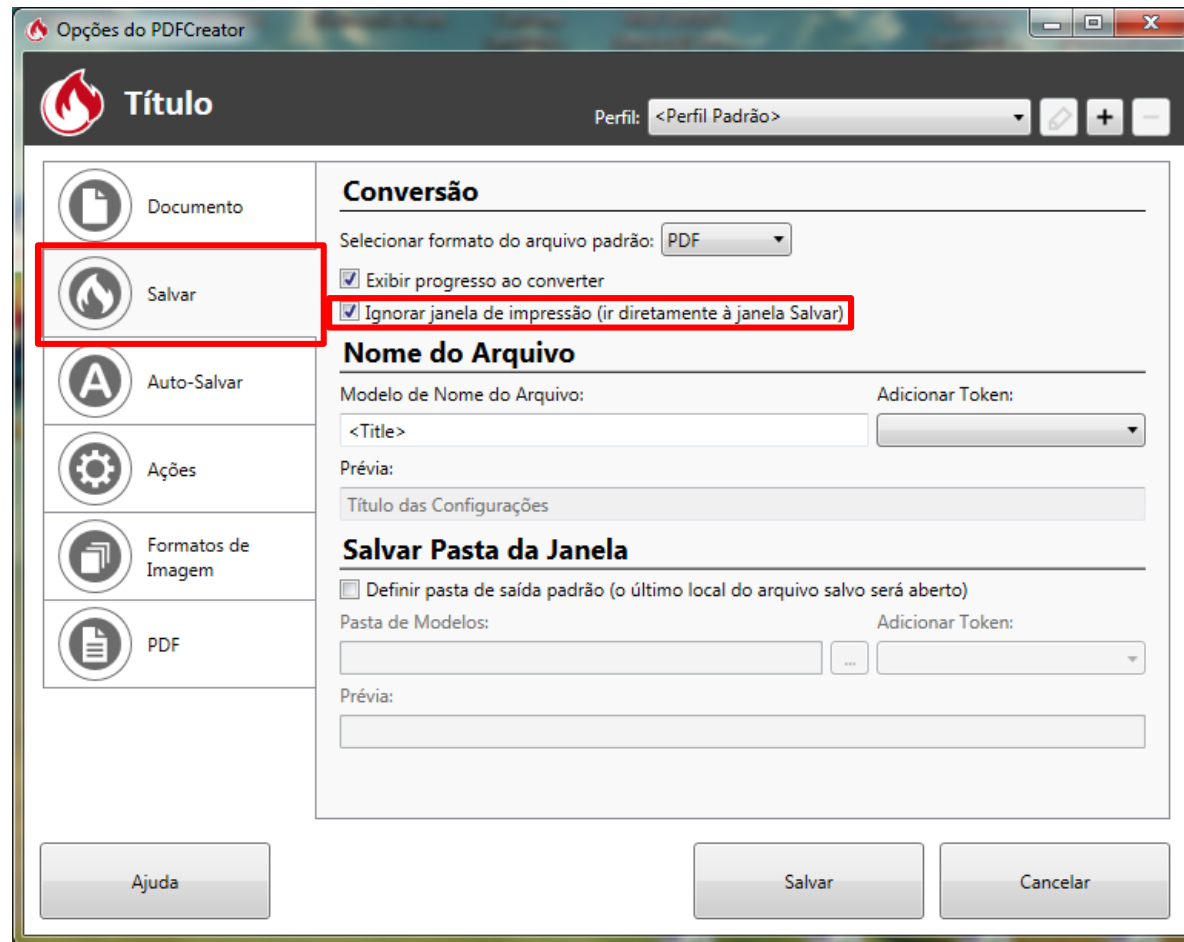 Opções do PDFCreator
Título
Perfil: <Perfil Padrão>
Documento
Salvar
Auto-Salvar
Ações
Formatos de
Imagem
PDF
Conversão
Selecionar formato do arquivo padrão: PDF
Exibir progresso ao converter
Ignorar janela de impressão (ir diretamente à janela Salvar)
Nome do Arquivo
Modelo de Nome do Arquivo: Adicionar Token:
<Title>
Prévia:
Título das Configurações
Salvar Pasta da Janela
Definir pasta de saída padrão (o último local do arquivo salvo será aberto)
Pasta de Modelos: Adicionar Token:
...
Prévia:
Ajuda Salvar Cancelar